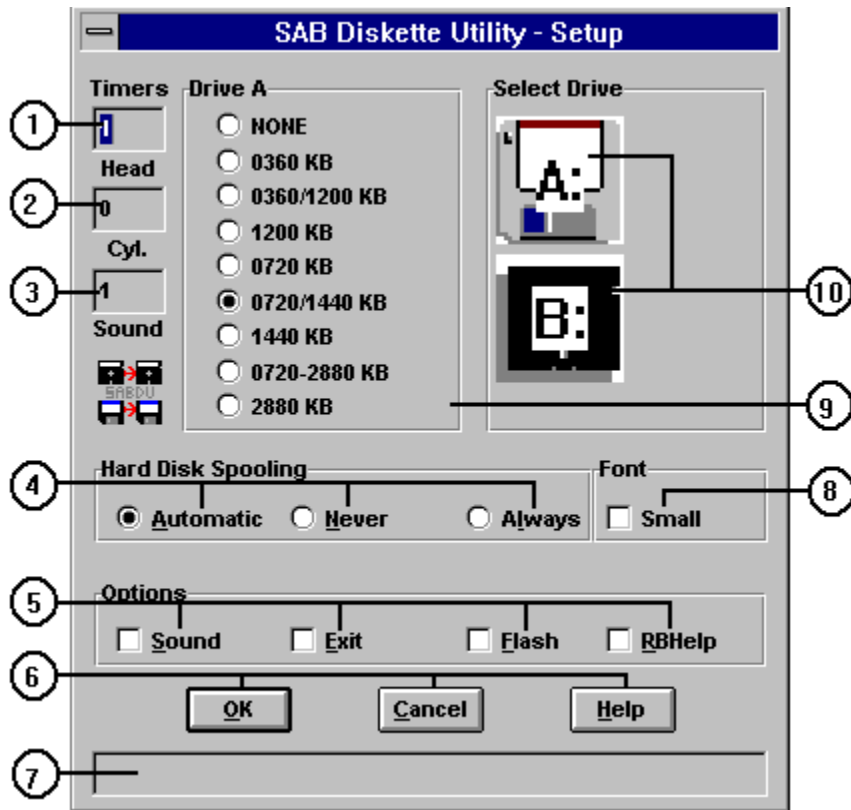 SAB Diskette Utility - Setup
Timers
Drive A
Select Drive
1
1
NONE
Head
0360 KB
A:
2
0
0360/1200 KB
Cyl.
1200 KB
3
1
0720 KB
10
Sound
0720/1440 KB
B:
1440 KB
SABDU
0720-2880 KB
2880 KB
9
Hard Disk Spooling
Font
4
Automatic
Never
Always
Small
8
Options
5
Sound
Exit
Flash
RBHelp
6
OK
Cancel
Help
7